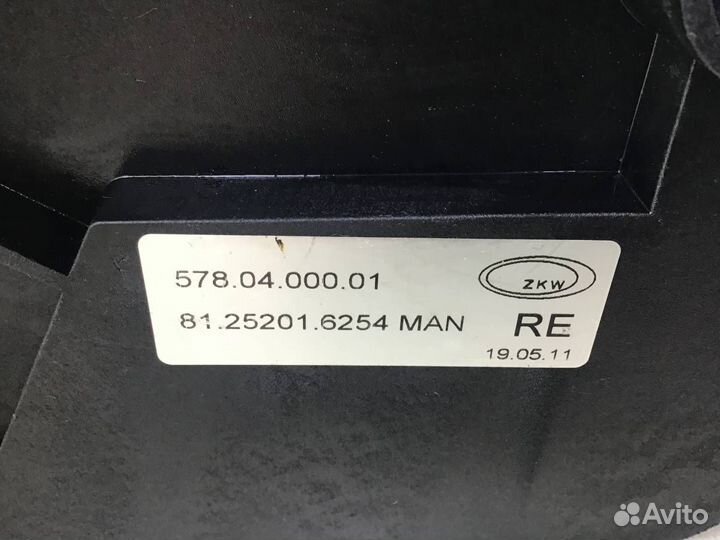 578.04.000.01
ZKW
81.25201.6254 MAN RE
19.05.11
Avito